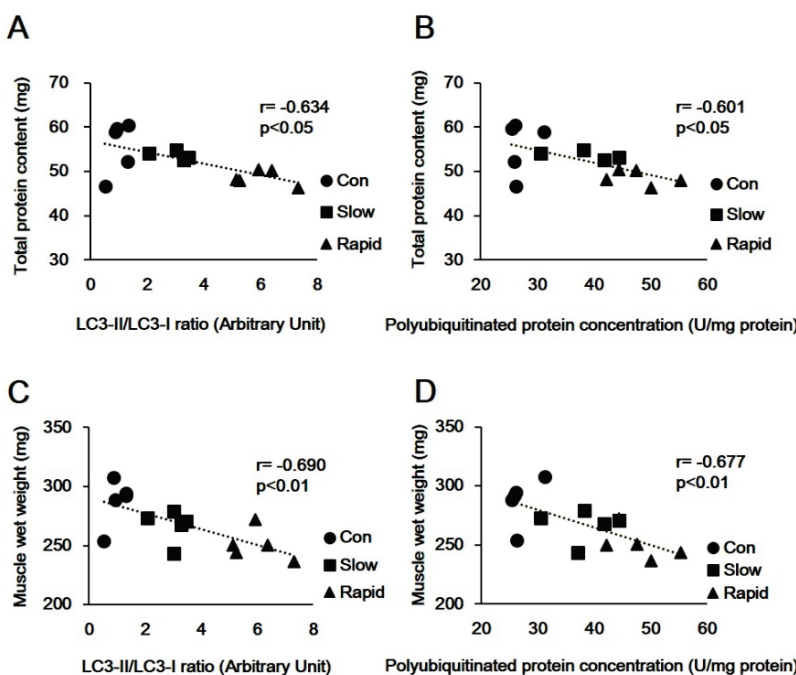 A
Total protein content (mg)
70
60
50
40
30
0 2 4 6 8
LC3-II/LC3-I ratio (Arbitrary Unit)
r= -0.634
p<0.05
Con
Slow
Rapid
B
Total protein content (mg)
70
60
50
40
30
20 30 40 50 60
Polyubiquitinated protein concentration (U/mg protein)
r= -0.601
p<0.05
Con
Slow
Rapid
C
Muscle wet weight (mg)
350
300
250
200
0 2 4 6 8
LC3-II/LC3-I ratio (Arbitrary Unit)
r= -0.690
p<0.01
Con
Slow
Rapid
D
Muscle wet weight (mg)
350
300
250
200
20 30 40 50 60
Polyubiquitinated protein concentration (U/mg protein)
r= -0.677
p<0.01
Con
Slow
Rapid